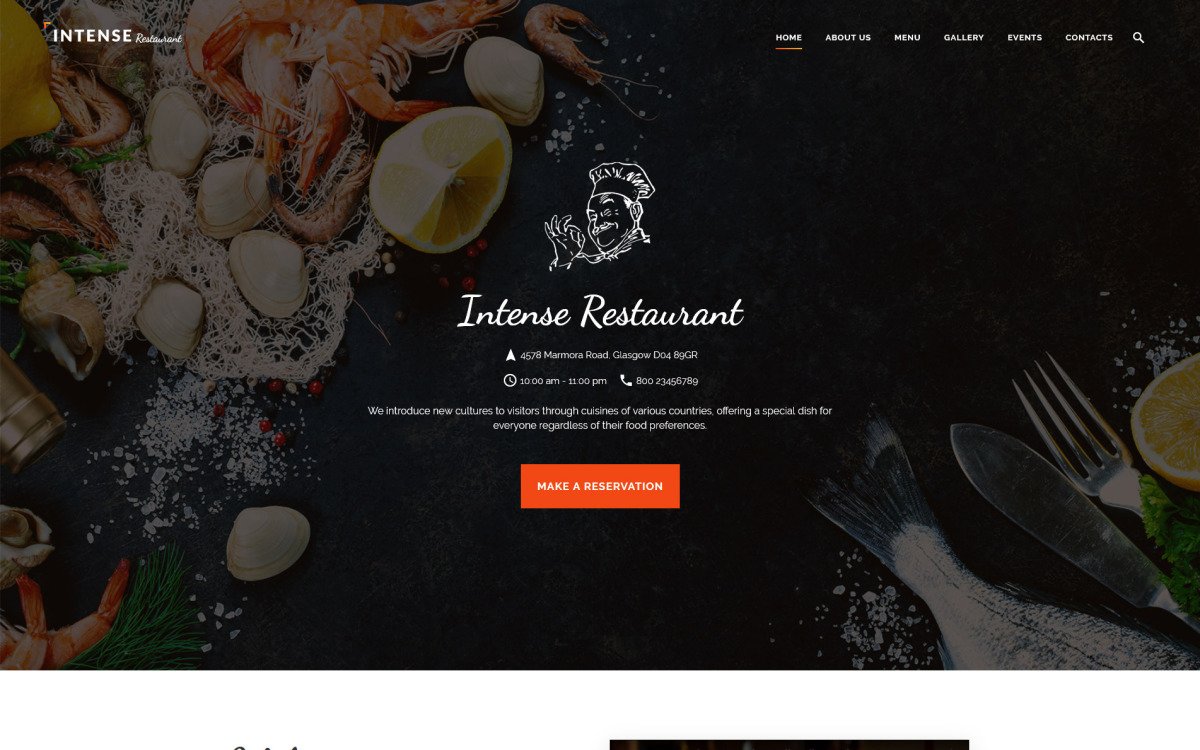 INTENSE Restaurant
HOME ABOUT US MENU GALLERY EVENTS CONTACTS
Intense Restaurant
4578 Marmora Road, Glasgow D04 89GR
10:00 am - 11:00 pm 800 23456789
We introduce new cultures to visitors through cuisines of various countries, offering a special dish for
everyone regardless of their food preferences.
MAKE A RESERVATION